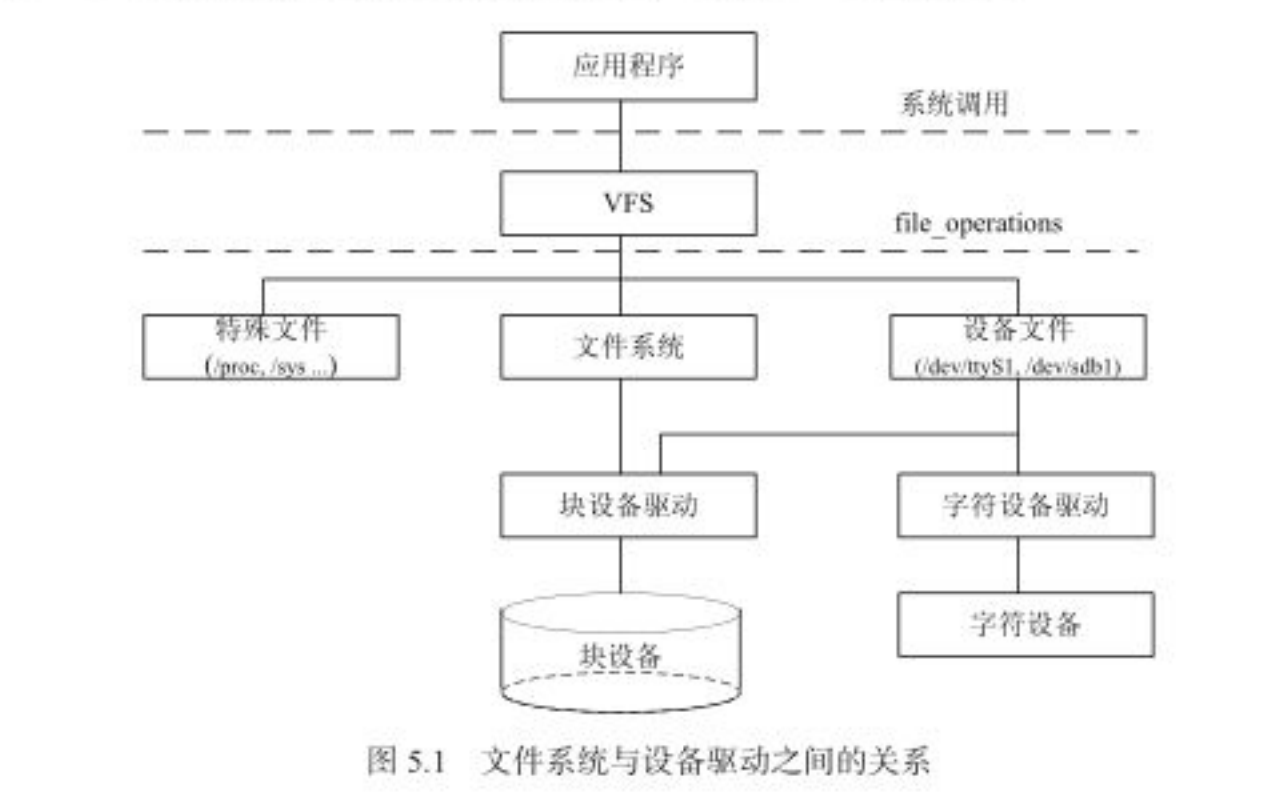 应用程序
系统调用
VFS
file_operations
特殊文件
(/proc, /sys ...)
文件系统
设备文件
(/dev/ttyS1, /dev/sdb1)
块设备驱动
字符设备驱动
块设备
字符设备
图 5.1 文件系统与设备驱动之间的关系